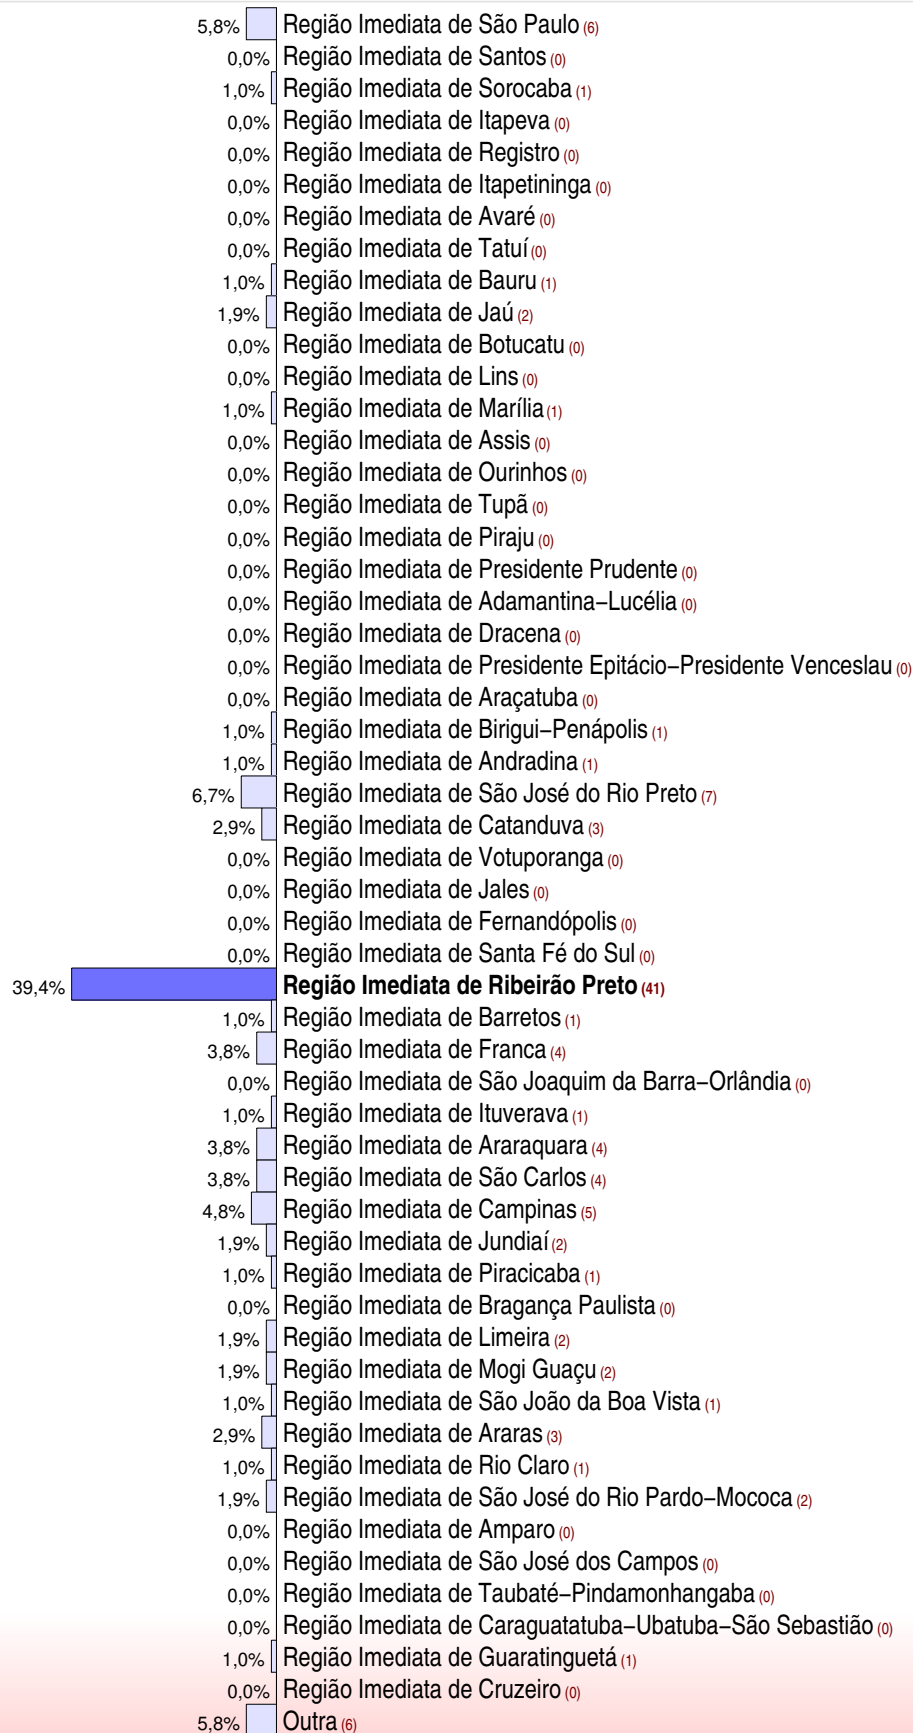 5,8% Região Imediata de São Paulo (6)
0,0% Região Imediata de Santos (0)
1,0% Região Imediata de Sorocaba (1)
0,0% Região Imediata de Itapeva (0)
0,0% Região Imediata de Registro (0)
0,0% Região Imediata de Itapetininga (0)
0,0% Região Imediata de Avaré (0)
0,0% Região Imediata de Tatuí (0)
1,0% Região Imediata de Bauru (1)
1,9% Região Imediata de Jaú (2)
0,0% Região Imediata de Botucatu (0)
0,0% Região Imediata de Lins (0)
1,0% Região Imediata de Marília (1)
0,0% Região Imediata de Assis (0)
0,0% Região Imediata de Ourinhos (0)
0,0% Região Imediata de Tupã (0)
0,0% Região Imediata de Piraju (0)
0,0% Região Imediata de Presidente Prudente (0)
0,0% Região Imediata de Adamantina−Lucélia (0)
0,0% Região Imediata de Dracena (0)
0,0% Região Imediata de Presidente Epitácio−Presidente Venceslau (0)
0,0% Região Imediata de Araçatuba (0)
1,0% Região Imediata de Birigui−Penápolis (1)
1,0% Região Imediata de Andradina (1)
6,7% Região Imediata de São José do Rio Preto (7)
2,9% Região Imediata de Catanduva (3)
0,0% Região Imediata de Votuporanga (0)
0,0% Região Imediata de Jales (0)
0,0% Região Imediata de Fernandópolis (0)
0,0% Região Imediata de Santa Fé do Sul (0)
39,4% Região Imediata de Ribeirão Preto (41)
1,0% Região Imediata de Barretos (1)
3,8% Região Imediata de Franca (4)
0,0% Região Imediata de São Joaquim da Barra−Orlândia (0)
1,0% Região Imediata de Ituverava (1)
3,8% Região Imediata de Araraquara (4)
3,8% Região Imediata de São Carlos (4)
4,8% Região Imediata de Campinas (5)
1,9% Região Imediata de Jundiaí (2)
1,0% Região Imediata de Piracicaba (1)
0,0% Região Imediata de Bragança Paulista (0)
1,9% Região Imediata de Limeira (2)
1,9% Região Imediata de Mogi Guaçu (2)
1,0% Região Imediata de São João da Boa Vista (1)
2,9% Região Imediata de Araras (3)
1,0% Região Imediata de Rio Claro (1)
1,9% Região Imediata de São José do Rio Pardo−Mococa (2)
0,0% Região Imediata de Amparo (0)
0,0% Região Imediata de São José dos Campos (0)
0,0% Região Imediata de Taubaté−Pindamonhangaba (0)
0,0% Região Imediata de Caraguatatuba−Ubatuba−São Sebastião (0)
1,0% Região Imediata de Guaratinguetá (1)
0,0% Região Imediata de Cruzeiro (0)
5,8% Outra (6)